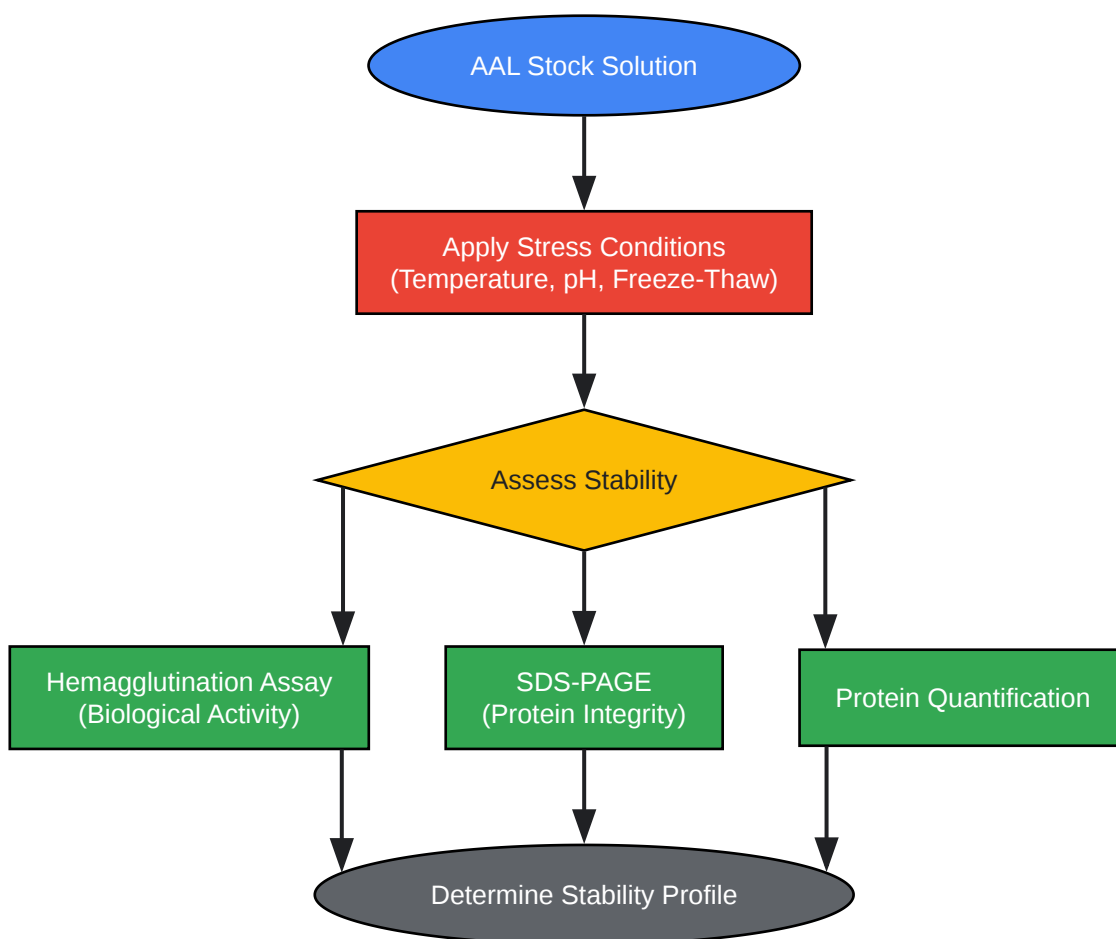 AAL Stock Solution
Apply Stress Conditions
(Temperature, pH, Freeze-Thaw)
Assess Stability
Hemagglutination Assay
(Biological Activity)
SDS-PAGE
(Protein Integrity)
Protein Quantification
Determine Stability Profile